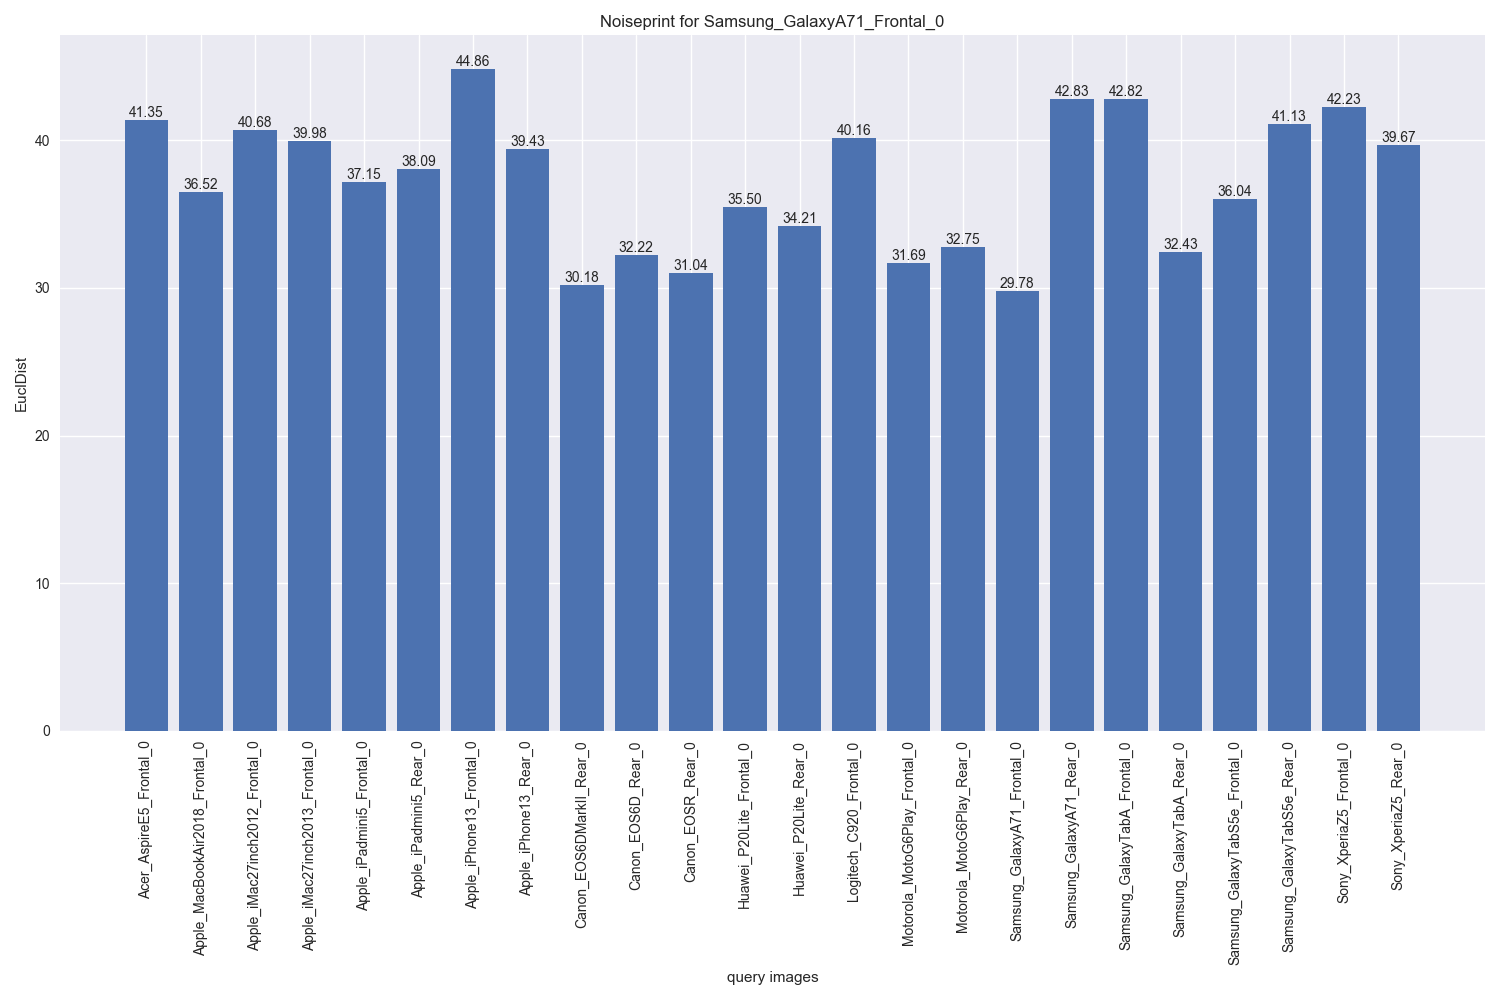 Noiseprint for Samsung_GalaxyA71_Frontal_0
EuclDist
40
30
20
10
0
41.35
36.52
40.68
39.98
37.15
38.09
44.86
39.43
30.18
32.22
31.04
35.50
34.21
40.16
31.69
32.75
29.78
42.83
42.82
32.43
36.04
41.13
42.23
39.67
Acer_AspireE5_Frontal_0
Apple_MacBookAir2018_Frontal_0
Apple_iMac27inch2012_Frontal_0
Apple_iMac27inch2013_Frontal_0
Apple_iPadmini5_Frontal_0
Apple_iPadmini5_Rear_0
Apple_iPhone13_Frontal_0
Apple_iPhone13_Rear_0
Canon_EOS6DMarkII_Rear_0
Canon_EOS6D_Rear_0
Canon_EOSR_Rear_0
Huawei_P20Lite_Frontal_0
Huawei_P20Lite_Rear_0
Logitech_C920_Frontal_0
Motorola_MotoG6Play_Frontal_0
Motorola_MotoG6Play_Rear_0
Samsung_GalaxyA71_Frontal_0
Samsung_GalaxyA71_Rear_0
Samsung_GalaxyTabA_Frontal_0
Samsung_GalaxyTabA_Rear_0
Samsung_GalaxyTabS5e_Frontal_0
Samsung_GalaxyTabS5e_Rear_0
Sony_XperiaZ5_Frontal_0
Sony_XperiaZ5_Rear_0
query images